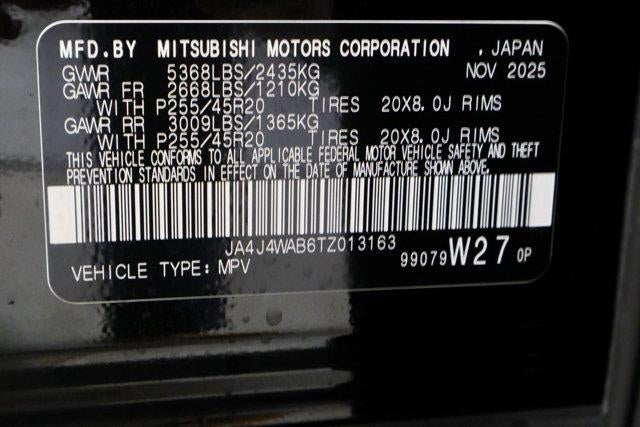 MFD.BY MITSUBISHI MOTORS CORPORATION , JAPAN
GVWR 5368LBS/2435KG NOV 2025
GAWR FR 2668LBS/1210KG
WITH P255/45R20 TIRES 20X8.0J RIMS
GAWR RR 3009LBS/1365KG
WITH P255/45R20 TIRES 20X8.0J RIMS
THIS VEHICLE CONFORMS TO ALL APPLICABLE FEDERAL MOTOR VEHICLE SAFETY AND THEFT
PREVENTION STANDARDS IN EFFECT ON THE DATE OF MANUFACTURE SHOWN ABOVE.
JA4J4WAB6TZ013163
VEHICLE TYPE: MPV 99079 W27 0P